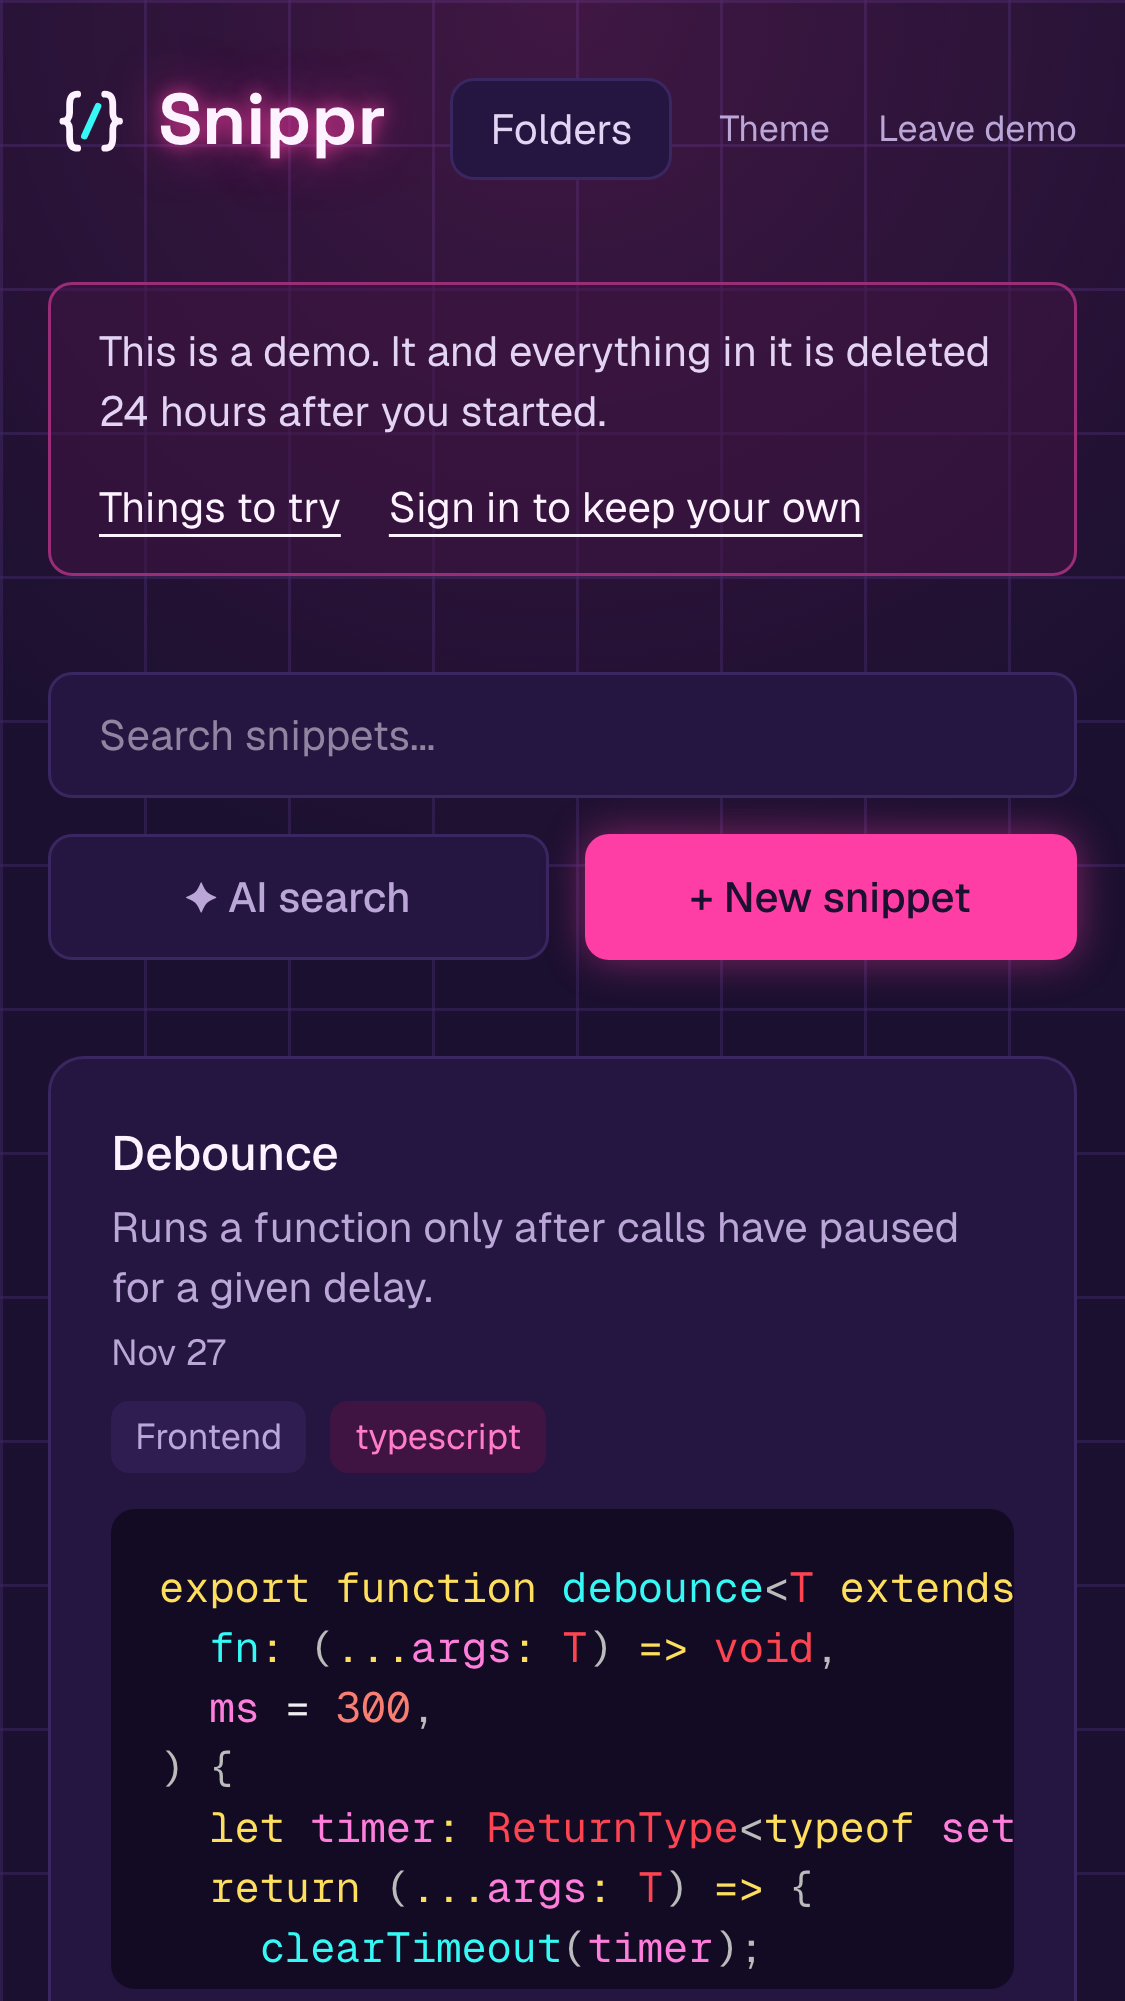 {/} Snippr
Folders
Theme
Leave demo
This is a demo. It and everything in it is deleted
24 hours after you started.
Things to try
Sign in to keep your own
Search snippets...
✦ AI search
+ New snippet
Debounce
Runs a function only after calls have paused
for a given delay.
Nov 27
Frontend
typescript
export function debounce<T extends
  fn: (...args: T) => void,
  ms = 300,
) {
  let timer: ReturnType<typeof set
  return (...args: T) => {
    clearTimeout(timer);